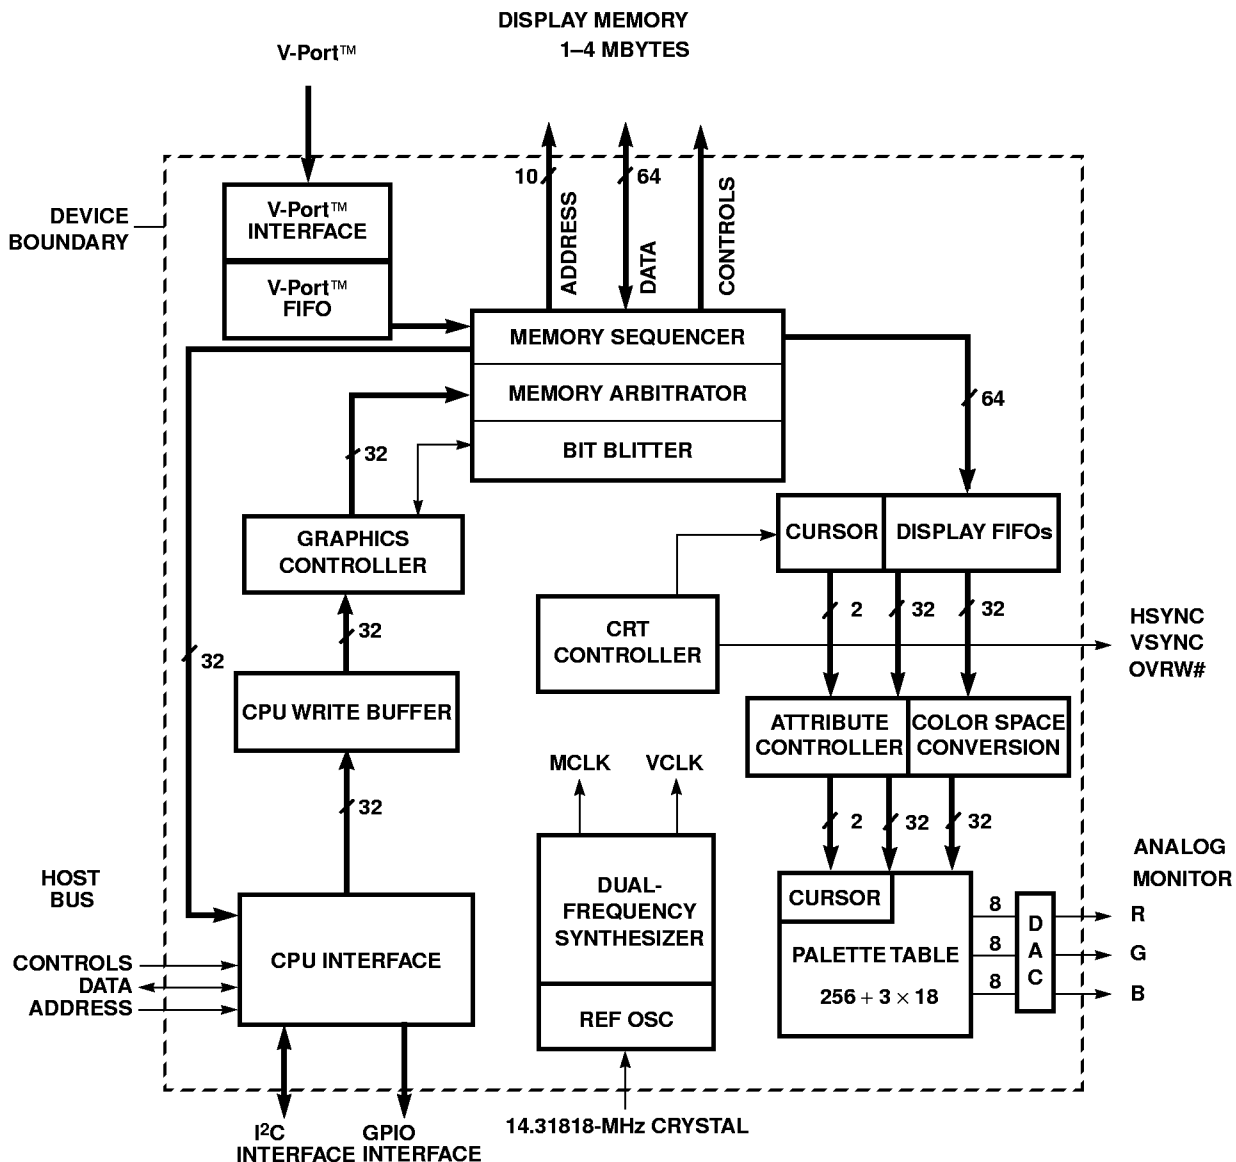 DISPLAY MEMORY
1–4 MBYTES
V-Port™
10
64
ADDRESS
DATA
CONTROLS
DEVICE
BOUNDARY
V-Port™
INTERFACE
V-Port™
FIFO
MEMORY SEQUENCER
MEMORY ARBITRATOR
BIT BLITTER
64
32
GRAPHICS
CONTROLLER
CURSOR
DISPLAY FIFOs
32
32
CPU WRITE BUFFER
32
CRT
CONTROLLER
2
32
32
HSYNC
VSYNC
OVRW#
ATTRIBUTE
CONTROLLER
COLOR SPACE
CONVERSION
MCLK
VCLK
2
32
32
DUAL-
FREQUENCY
SYNTHESIZER
REF OSC
14.31818-MHz CRYSTAL
CURSOR
PALETTE TABLE
256 + 3 × 18
8
8
8
D
A
C
ANALOG
MONITOR
R
G
B
HOST
BUS
CONTROLS
DATA
ADDRESS
CPU INTERFACE
I²C
INTERFACE
GPIO
INTERFACE